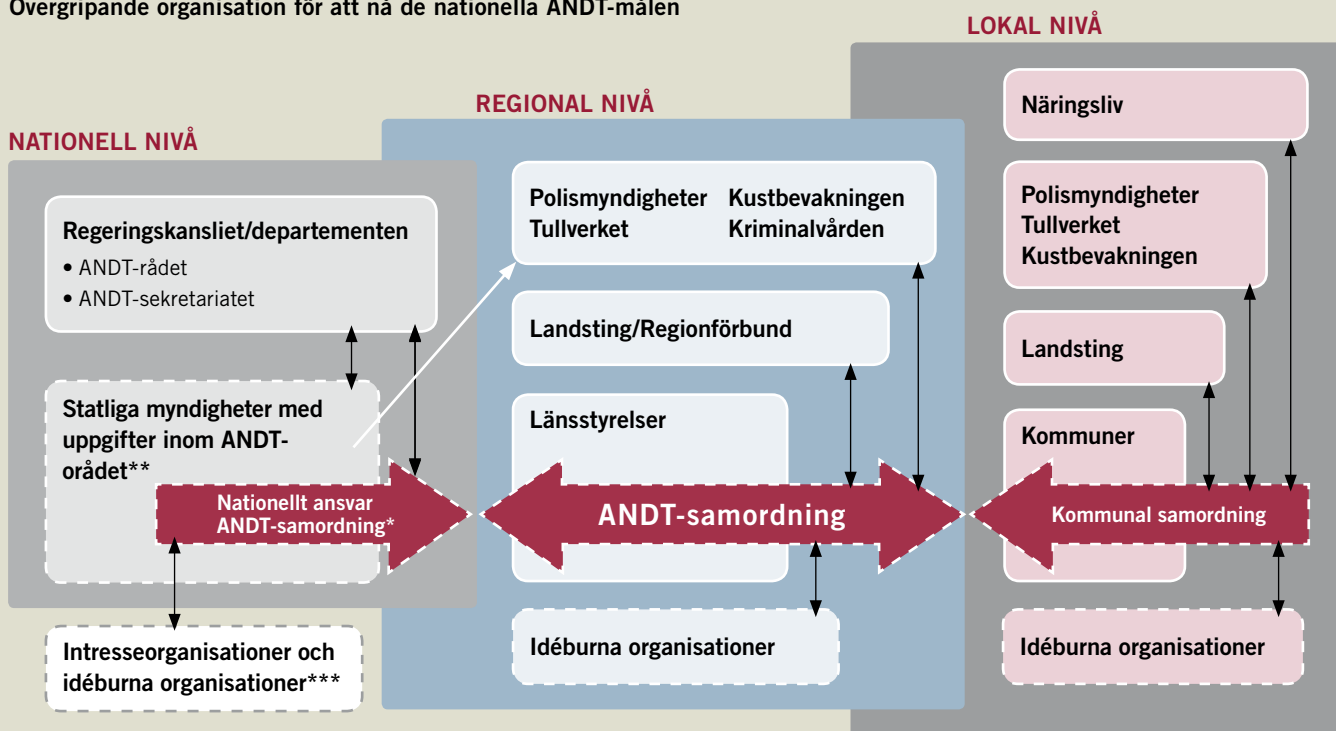 Övergripande organisation för att nå de nationella ANDT-målen
NATIONELL NIVÅ
Regeringskansliet/departementen
• ANDT-rådet
• ANDT-sekretariatet
Statliga myndigheter med
uppgifter inom ANDT-
orådet**
Nationellt ansvar
ANDT-samordning*
Intresseorganisationer och
idéburna organisationer***
REGIONAL NIVÅ
Polismyndigheter Kustbevakningen
Tullverket Kriminalvården
Landsting/Regionförbund
Länsstyrelser
ANDT-samordning
Idéburna organisationer
LOKAL NIVÅ
Näringsliv
Polismyndigheter
Tullverket
Kustbevakningen
Landsting
Kommuner
Kommunal samordning
Idéburna organisationer